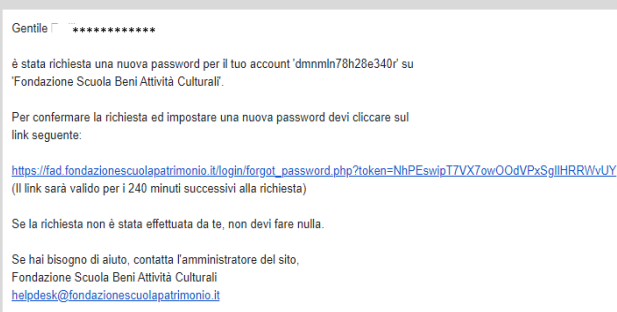 Gentile ************
è stata richiesta una nuova password per il tuo account 'dmnmln78h28e340r' su
'Fondazione Scuola Beni Attività Culturali'.
Per confermare la richiesta ed impostare una nuova password devi cliccare sul
link seguente:
https://fad.fondazionescuolapatrimonio.it/login/forgot_password.php?token=NhPEswipT7VX7owOOdVPxSgIlHRRWvUY
(Il link sarà valido per i 240 minuti successivi alla richiesta)
Se la richiesta non è stata effettuata da te, non devi fare nulla.
Se hai bisogno di aiuto, contatta l'amministratore del sito,
Fondazione Scuola Beni Attività Culturali
helpdesk@fondazionescuolapatrimonio.it